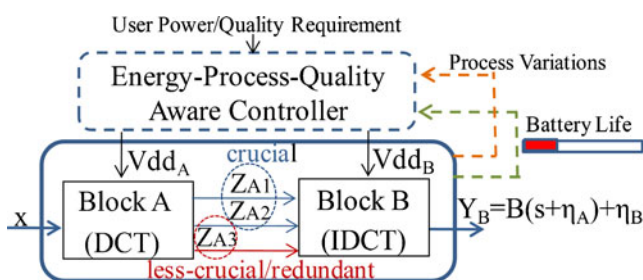 User Power/Quality Requirement
Energy-Process-Quality
Aware Controller
Process Variations
Battery Life
Vdd_A
crucial
Vdd_B
x
Block A
(DCT)
Z_A1
Z_A2
Z_A3
Block B
(IDCT)
Y_B=B(s+η_A)+η_B
less-crucial/redundant